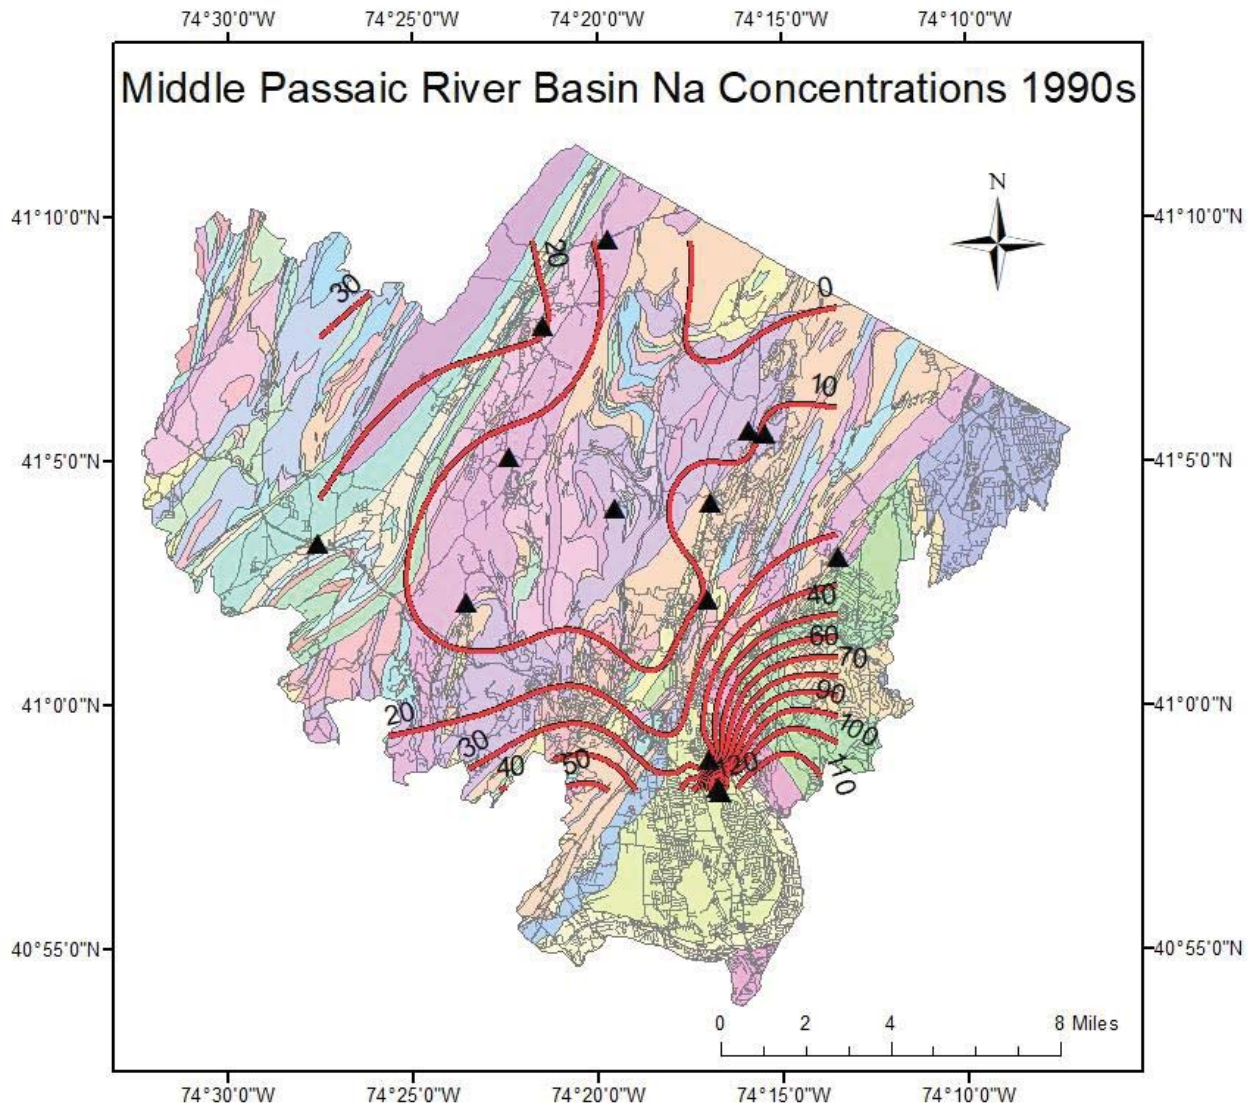 74°30'0"W 74°25'0"W 74°20'0"W 74°15'0"W 74°10'0"W
Middle Passaic River Basin Na Concentrations 1990s
N
41°10'0"N 41°10'0"N
20
30
0
10
41°5'0"N 41°5'0"N
40
60
70
90
41°0'0"N 41°0'0"N
20
100
30
50
20
40
110
40°55'0"N 40°55'0"N
0 2 4 8 Miles
74°30'0"W 74°25'0"W 74°20'0"W 74°15'0"W 74°10'0"W